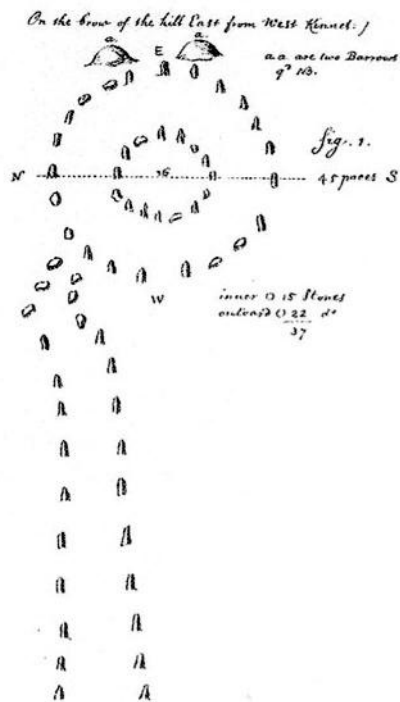 On the brow of the hill East from West Kennet.
a a
E
a a are two Barrows
NB.
fig. 1.
N 16 45 paces S
W
inner O 15 Stones
outward O 22 do
37